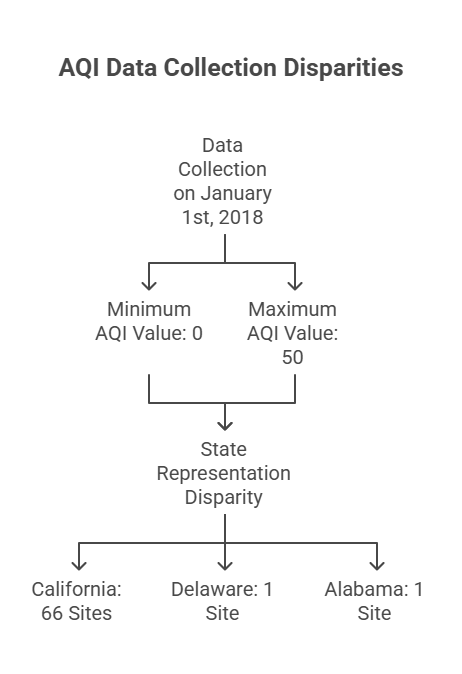 AQI Data Collection Disparities
Data
Collection
on January
1st, 2018
Minimum
AQI Value: 0
Maximum
AQI Value:
50
State
Representation
Disparity
California:
66 Sites
Delaware: 1
Site
Alabama: 1
Site